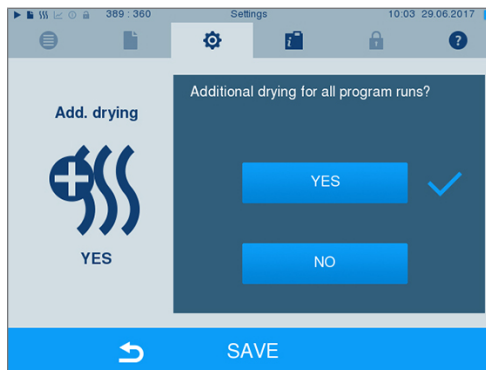 389 : 360 Settings 10:03 29.06.2017
Add. drying
YES
Additional drying for all program runs?
YES
NO
SAVE